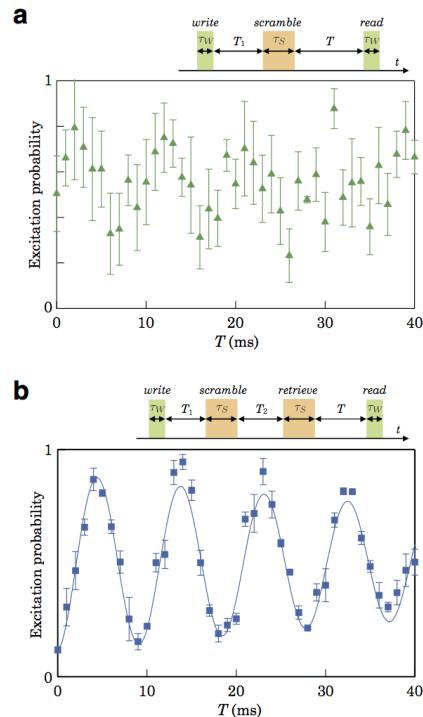 a
write scramble read
τW T1 τS T τW
t
Excitation probability
1
0
0 10 20 30 40
T (ms)
b
write scramble retrieve read
τW T1 τS T2 τS T τW
t
Excitation probability
1
0
0 10 20 30 40
T (ms)